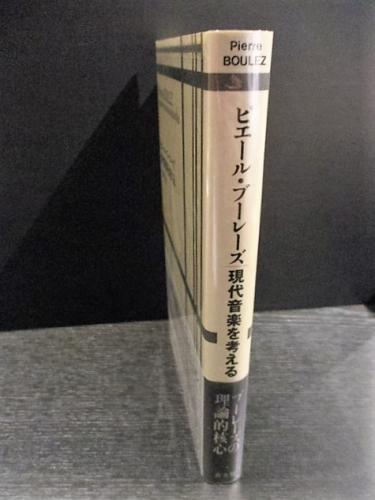 Pierre
BOULEZ
ピエール・ブーレーズ
現代音楽を考える
ブーレーズの
理論的核心